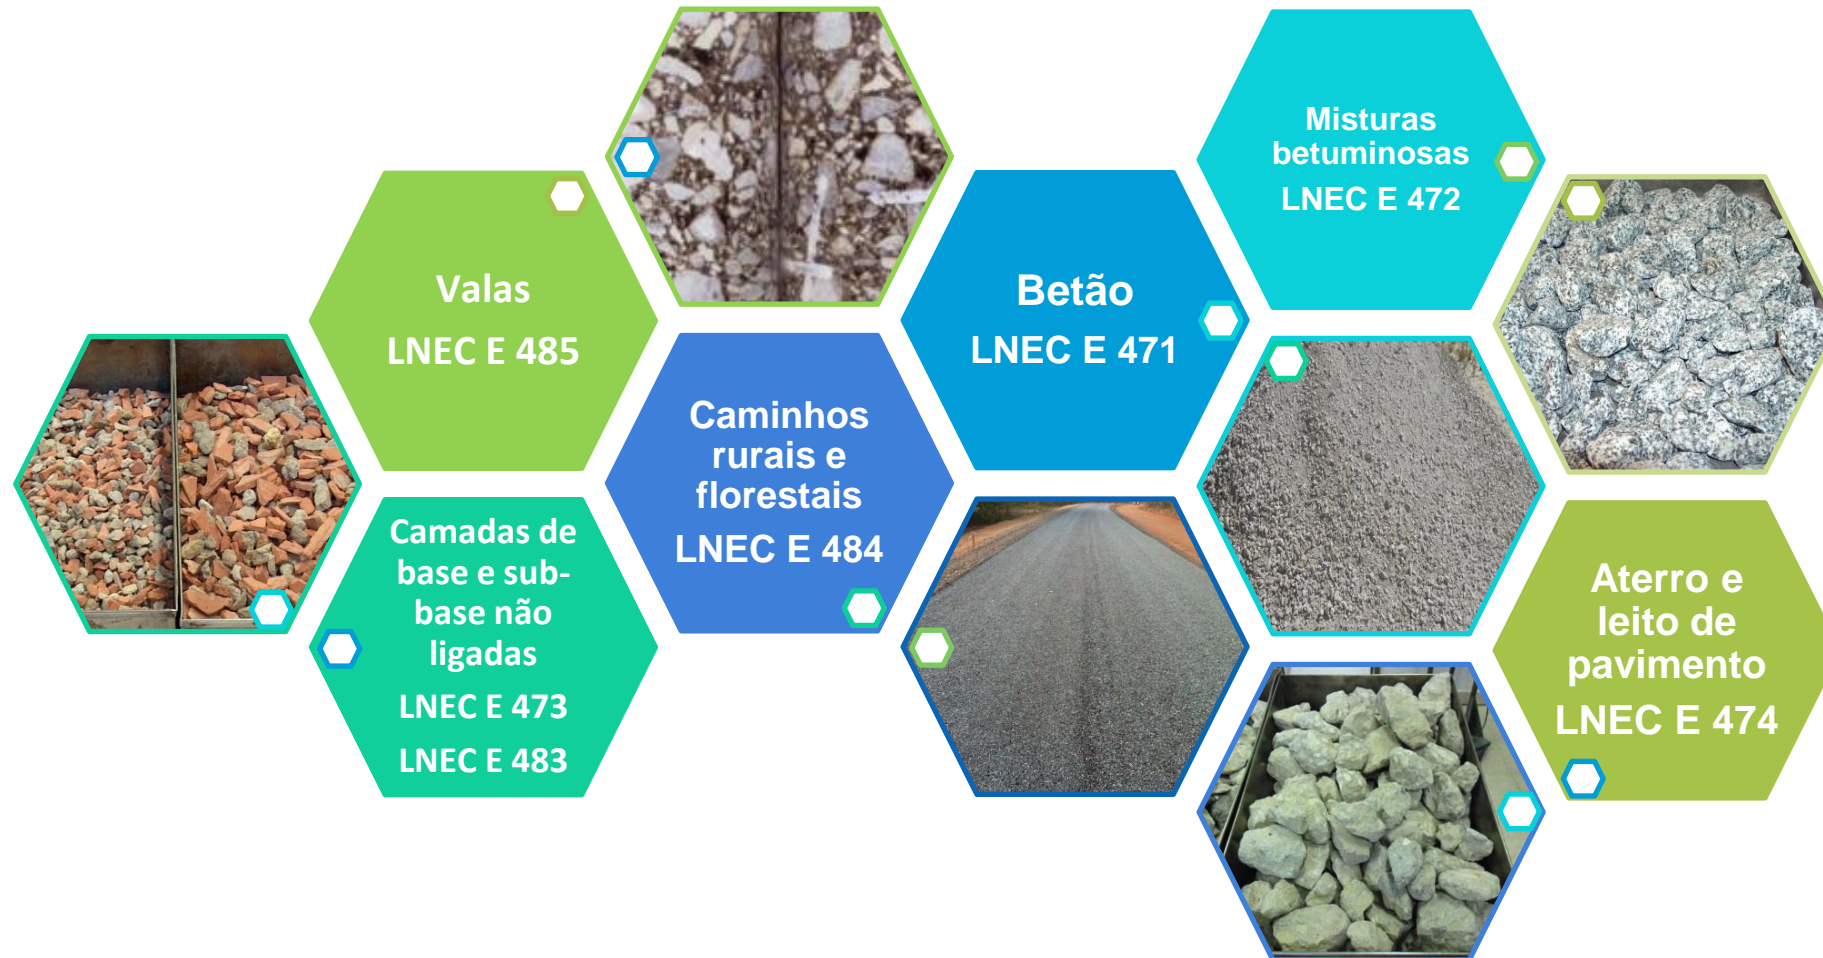 Valas
LNEC E 485
Camadas de
base e sub-
base não
ligadas
LNEC E 473
LNEC E 483
Caminhos
rurais e
florestais
LNEC E 484
Betão
LNEC E 471
Misturas
betuminosas
LNEC E 472
Aterro e
leito de
pavimento
LNEC E 474